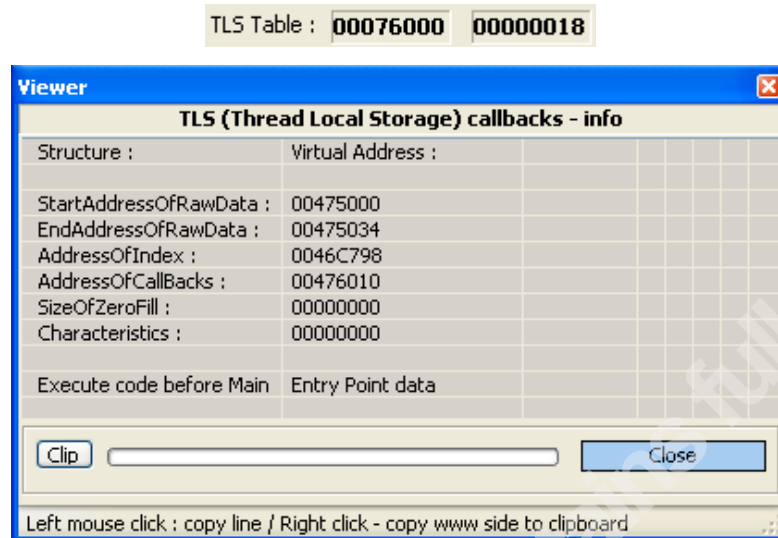 TLS Table : 00076000 00000018
Viewer
TLS (Thread Local Storage) callbacks - info
Structure : Virtual Address :
StartAddressOfRawData : 00475000
EndAddressOfRawData : 00475034
AddressOfIndex : 0046C798
AddressOfCallBacks : 00476010
SizeOfZeroFill : 00000000
Characteristics : 00000000
Execute code before Main Entry Point data
Clip Close
Left mouse click : copy line / Right click - copy www side to clipboard